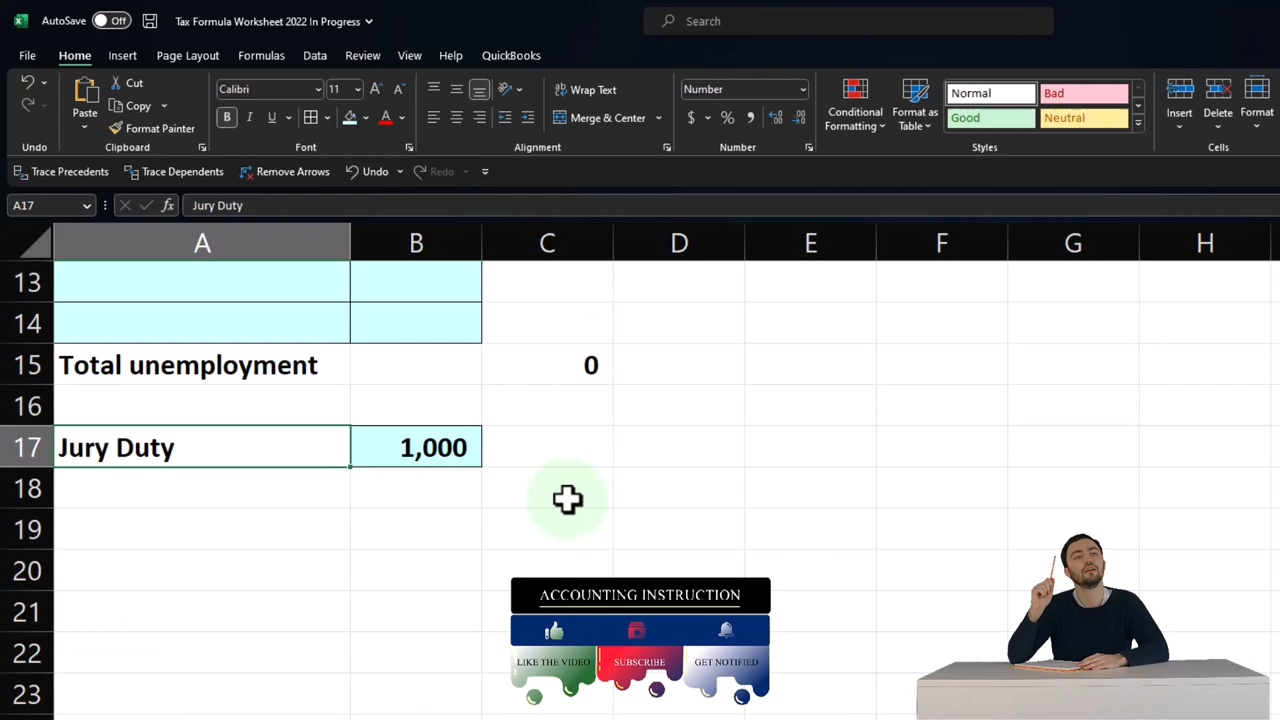 AutoSave Off Tax Formula Worksheet 2022 In Progress Search
File Home Insert Page Layout Formulas Data Review View Help QuickBooks
Cut
Copy
Format Painter
Paste
Undo Clipboard
Calibri 11 A A
B I U A
Font
Wrap Text
Merge & Center
Alignment
Number
$ % 9
Number
Conditional Formatting
Format as Table
Normal Bad
Good Neutral
Styles
Insert Delete Format
Cells
Trace Precedents Trace Dependents Remove Arrows Undo Redo
A17 fx Jury Duty
A B C D E F G H
13
14
15 Total unemployment 0
16
17 Jury Duty 1,000
18
19
20
21
22
23
ACCOUNTING INSTRUCTION
LIKE THE VIDEO SUBSCRIBE GET NOTIFIED